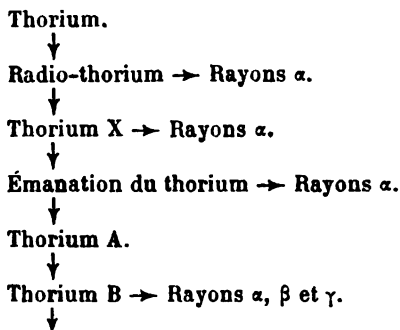 Thorium.
Radio-thorium → Rayons α.
Thorium X → Rayons α.
Émanation du thorium → Rayons α.
Thorium A.
Thorium B → Rayons α, β et γ.